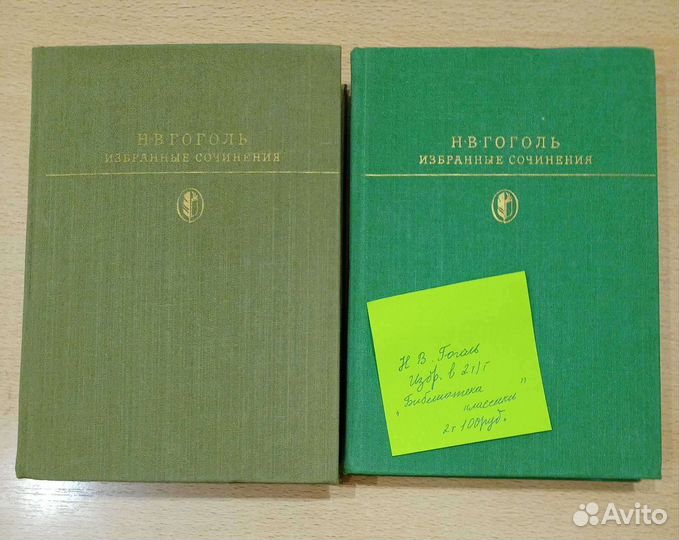 Н·В·ГОГОЛЬ
ИЗБРАННЫЕ СОЧИНЕНИЯ
Н·В·ГОГОЛЬ
ИЗБРАННЫЕ СОЧИНЕНИЯ
Н В. Гоголь
Избр. в 2т/т
"Библиотека
классики"
2т 100руб.
Avito